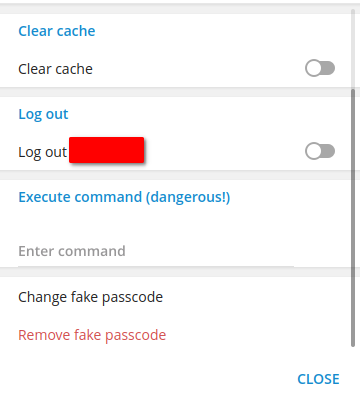 Clear cache
Clear cache
Log out
Log out
Execute command (dangerous!)
Enter command
Change fake passcode
Remove fake passcode
CLOSE